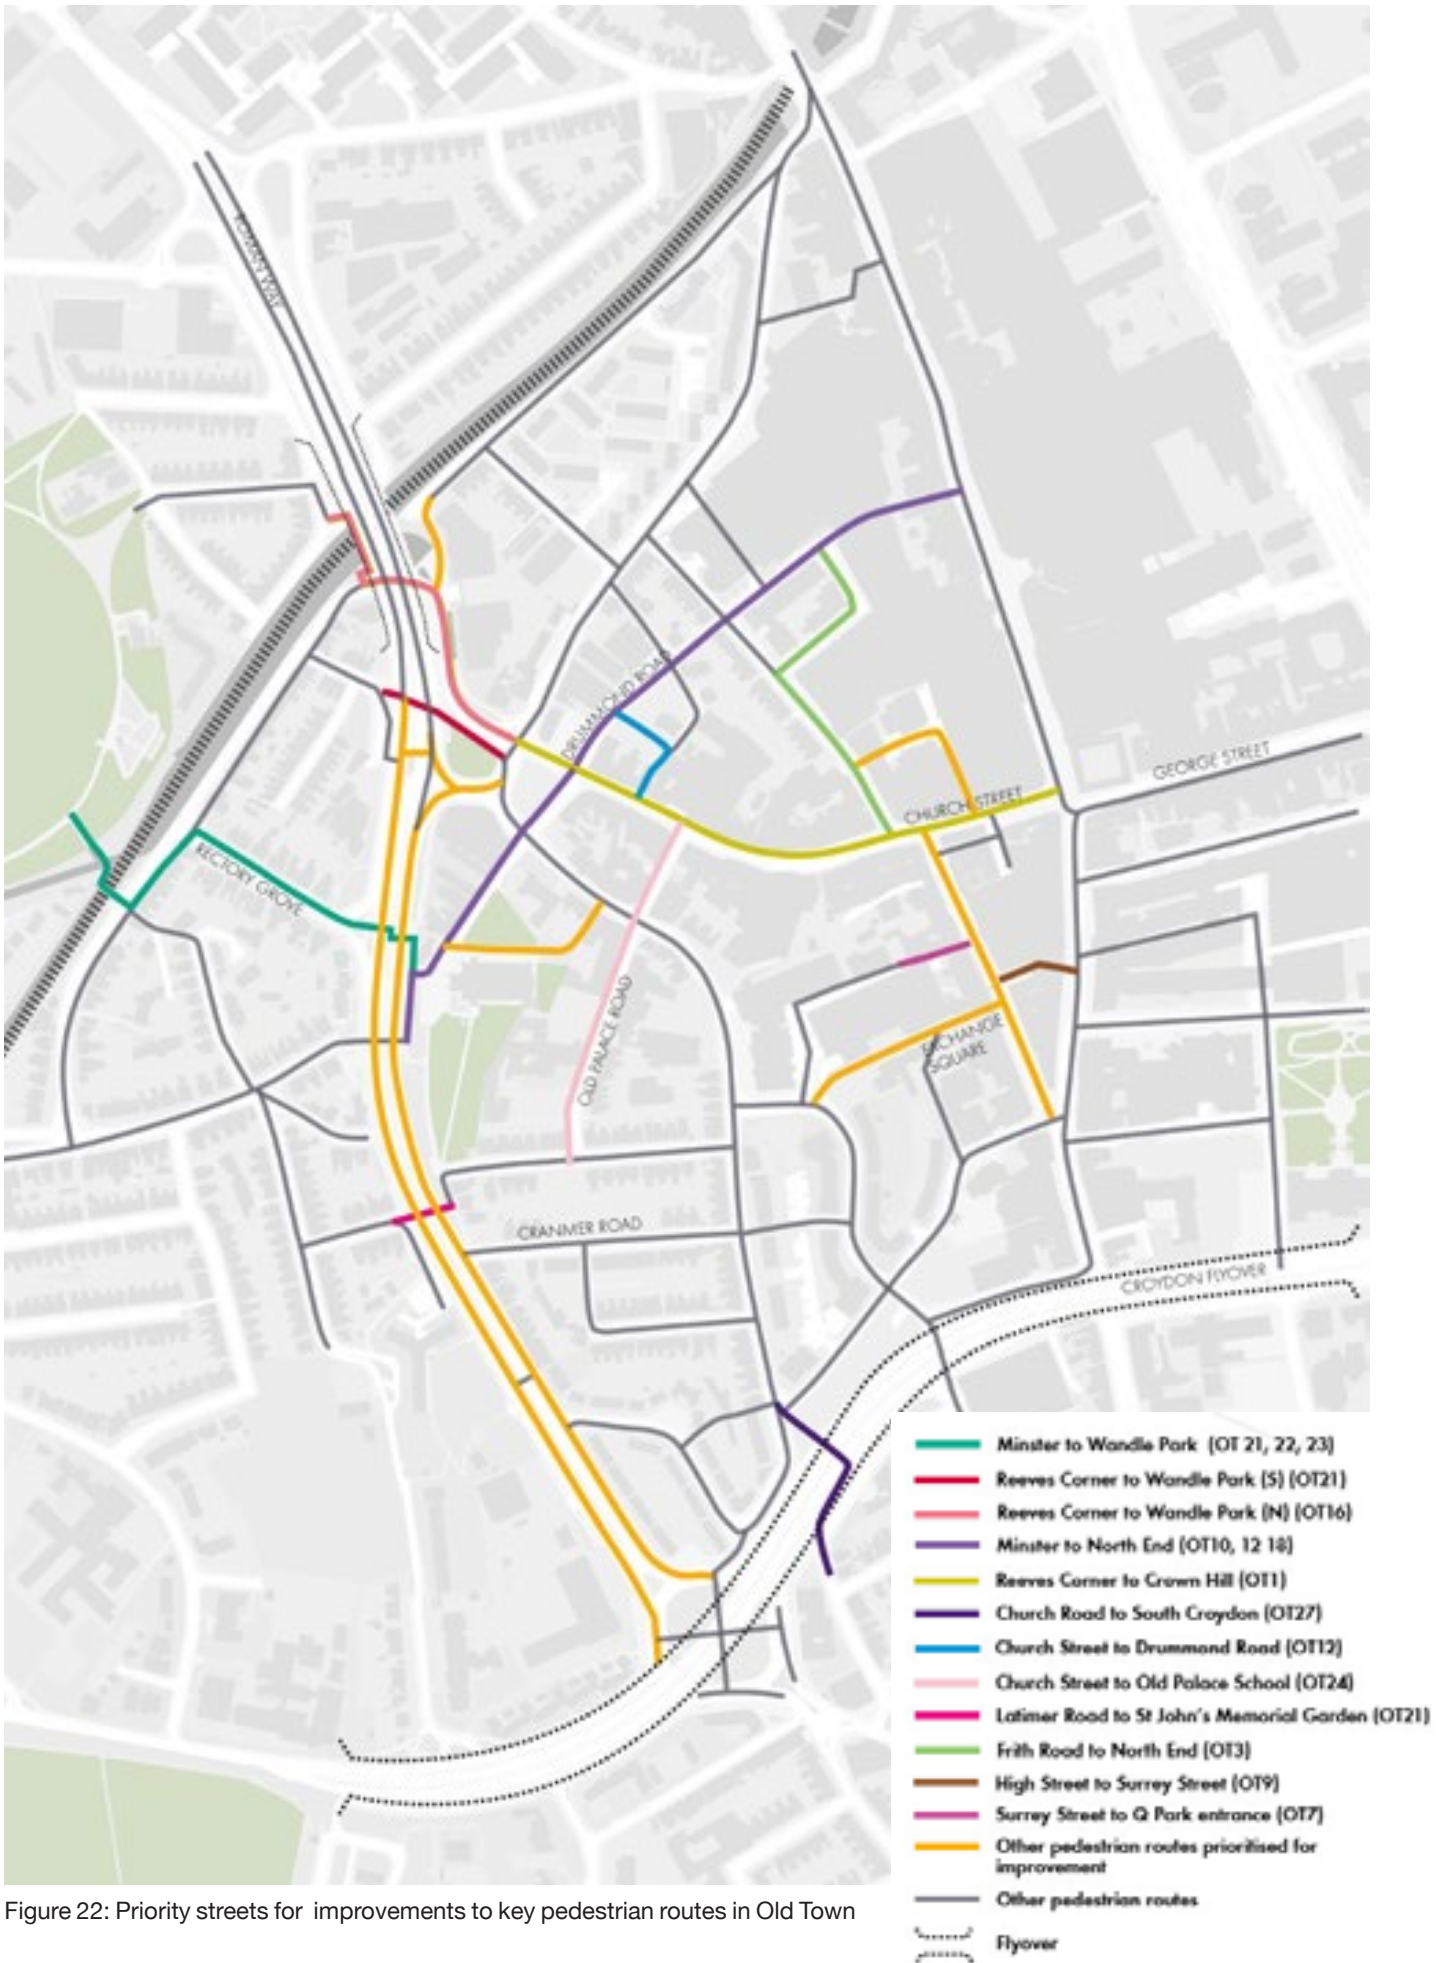 ROMAN WAY
DRUMMOND ROAD
GEORGE STREET
CHURCH STREET
RECTORY GROVE
OLD PALACE ROAD
EXCHANGE
SQUARE
CRANMER ROAD
CROYDON FLYOVER
Minster to Wandle Park (OT 21, 22, 23)
Reeves Corner to Wandle Park (S) (OT21)
Reeves Corner to Wandle Park (N) (OT16)
Minster to North End (OT10, 12 18)
Reeves Corner to Crown Hill (OT1)
Church Road to South Croydon (OT27)
Church Street to Drummond Road (OT12)
Church Street to Old Palace School (OT24)
Latimer Road to St John's Memorial Garden (OT21)
Frith Road to North End (OT3)
High Street to Surrey Street (OT9)
Surrey Street to Q Park entrance (OT7)
Other pedestrian routes prioritised for
improvement
Other pedestrian routes
Flyover
Figure 22: Priority streets for improvements to key pedestrian routes in Old Town